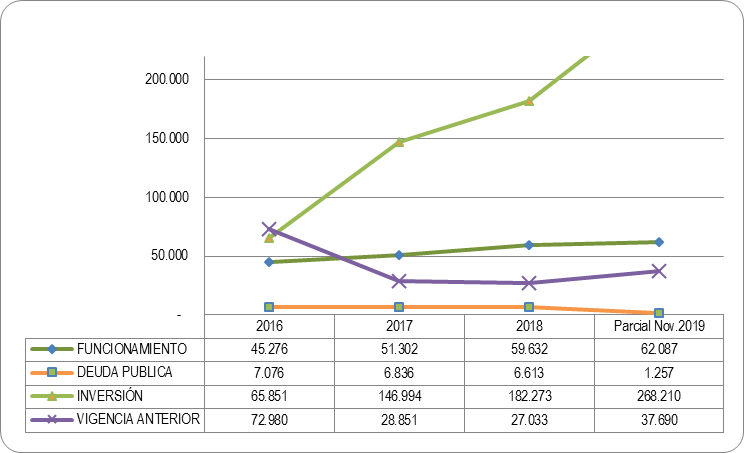 200.000
150.000
100.000
50.000
-
2016 2017 2018 Parcial Nov.2019
FUNCIONAMIENTO 45.276 51.302 59.632 62.087
DEUDA PUBLICA 7.076 6.836 6.613 1.257
INVERSIÓN 65.851 146.994 182.273 268.210
VIGENCIA ANTERIOR 72.980 28.851 27.033 37.690